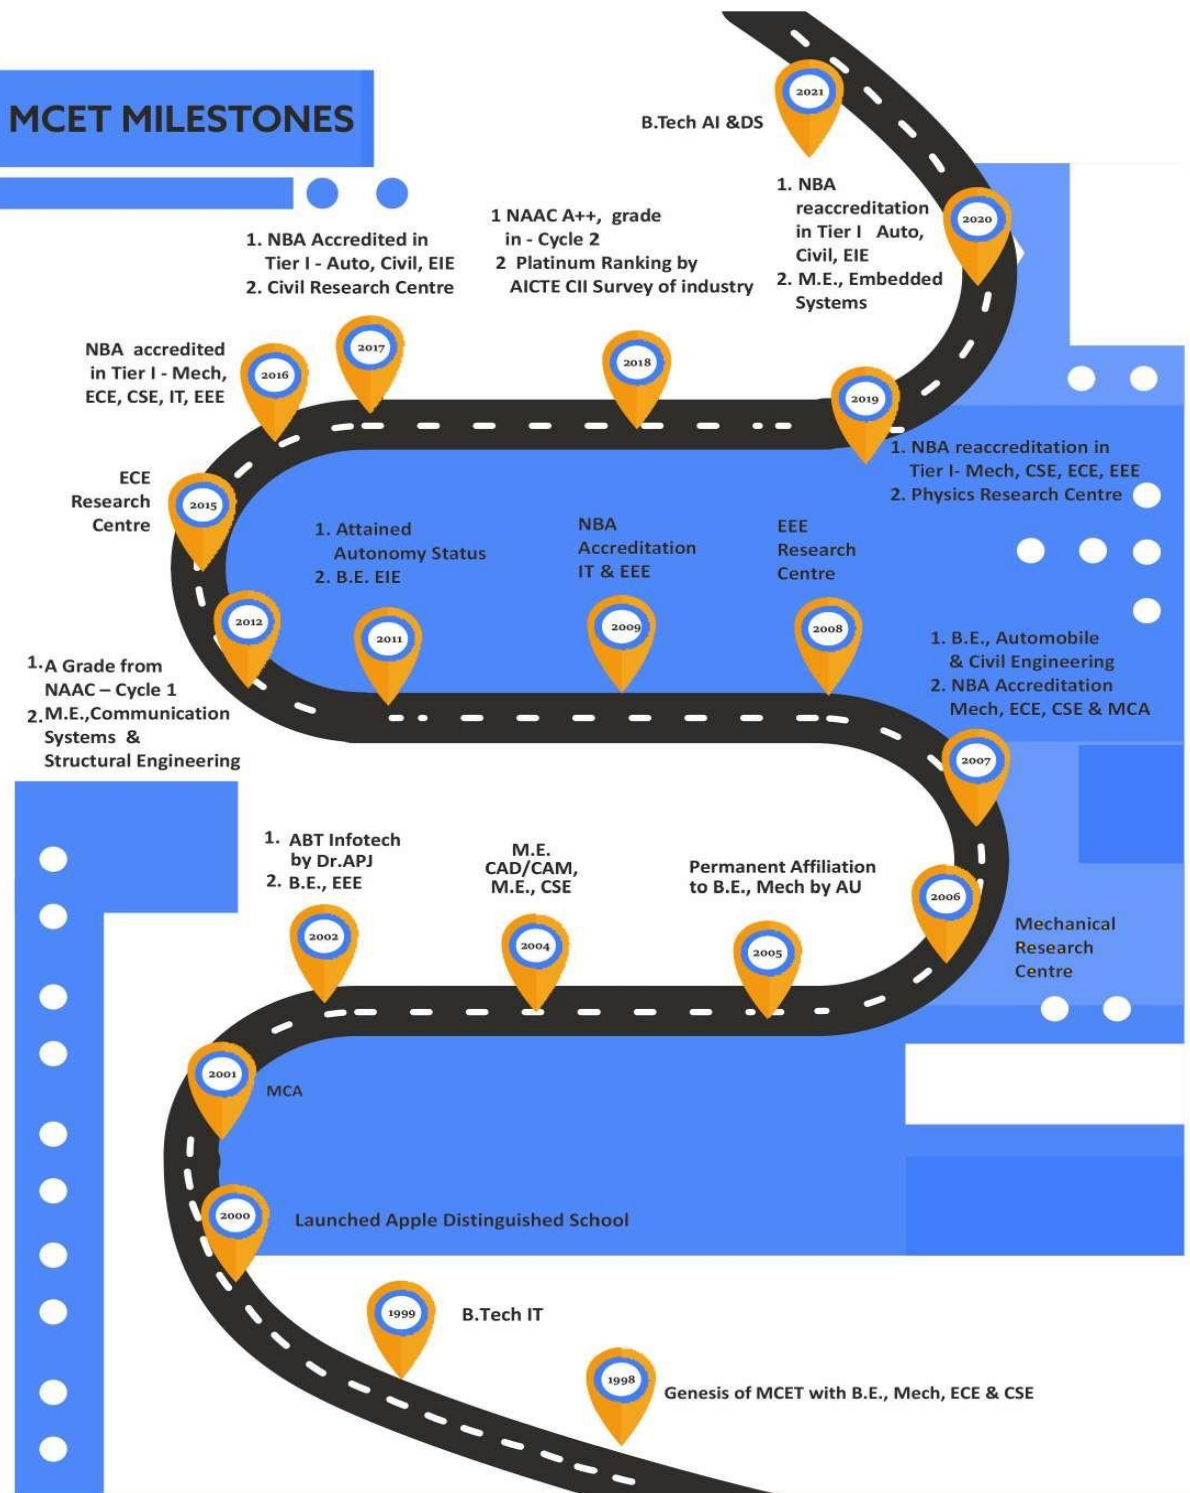 MCET MILESTONES
2021
B.Tech AI &DS
1. NBA
reaccreditation
in Tier I Auto,
Civil, EIE
2. M.E., Embedded
Systems
2020
1 NAAC A++, grade
in - Cycle 2
2 Platinum Ranking by
AICTE CII Survey of industry
1. NBA Accredited in
Tier I - Auto, Civil, EIE
2. Civil Research Centre
NBA accredited
in Tier I - Mech,
ECE, CSE, IT, EEE
2016
2017
2018
2019
1. NBA reaccreditation in
Tier I- Mech, CSE, ECE, EEE
2. Physics Research Centre
ECE
Research
Centre
2015
1. Attained
Autonomy Status
2. B.E. EIE
NBA
Accreditation
IT & EEE
EEE
Research
Centre
2012
2011
2009
2008
1. B.E., Automobile
& Civil Engineering
2. NBA Accreditation
Mech, ECE, CSE & MCA
1. A Grade from
NAAC – Cycle 1
2. M.E.,Communication
Systems &
Structural Engineering
2007
1. ABT Infotech
by Dr.APJ
2. B.E., EEE
M.E.
CAD/CAM,
M.E., CSE
Permanent Affiliation
to B.E., Mech by AU
2006
Mechanical
Research
Centre
2002
2004
2005
2001
MCA
2000
Launched Apple Distinguished School
1999
B.Tech IT
1998
Genesis of MCET with B.E., Mech, ECE & CSE